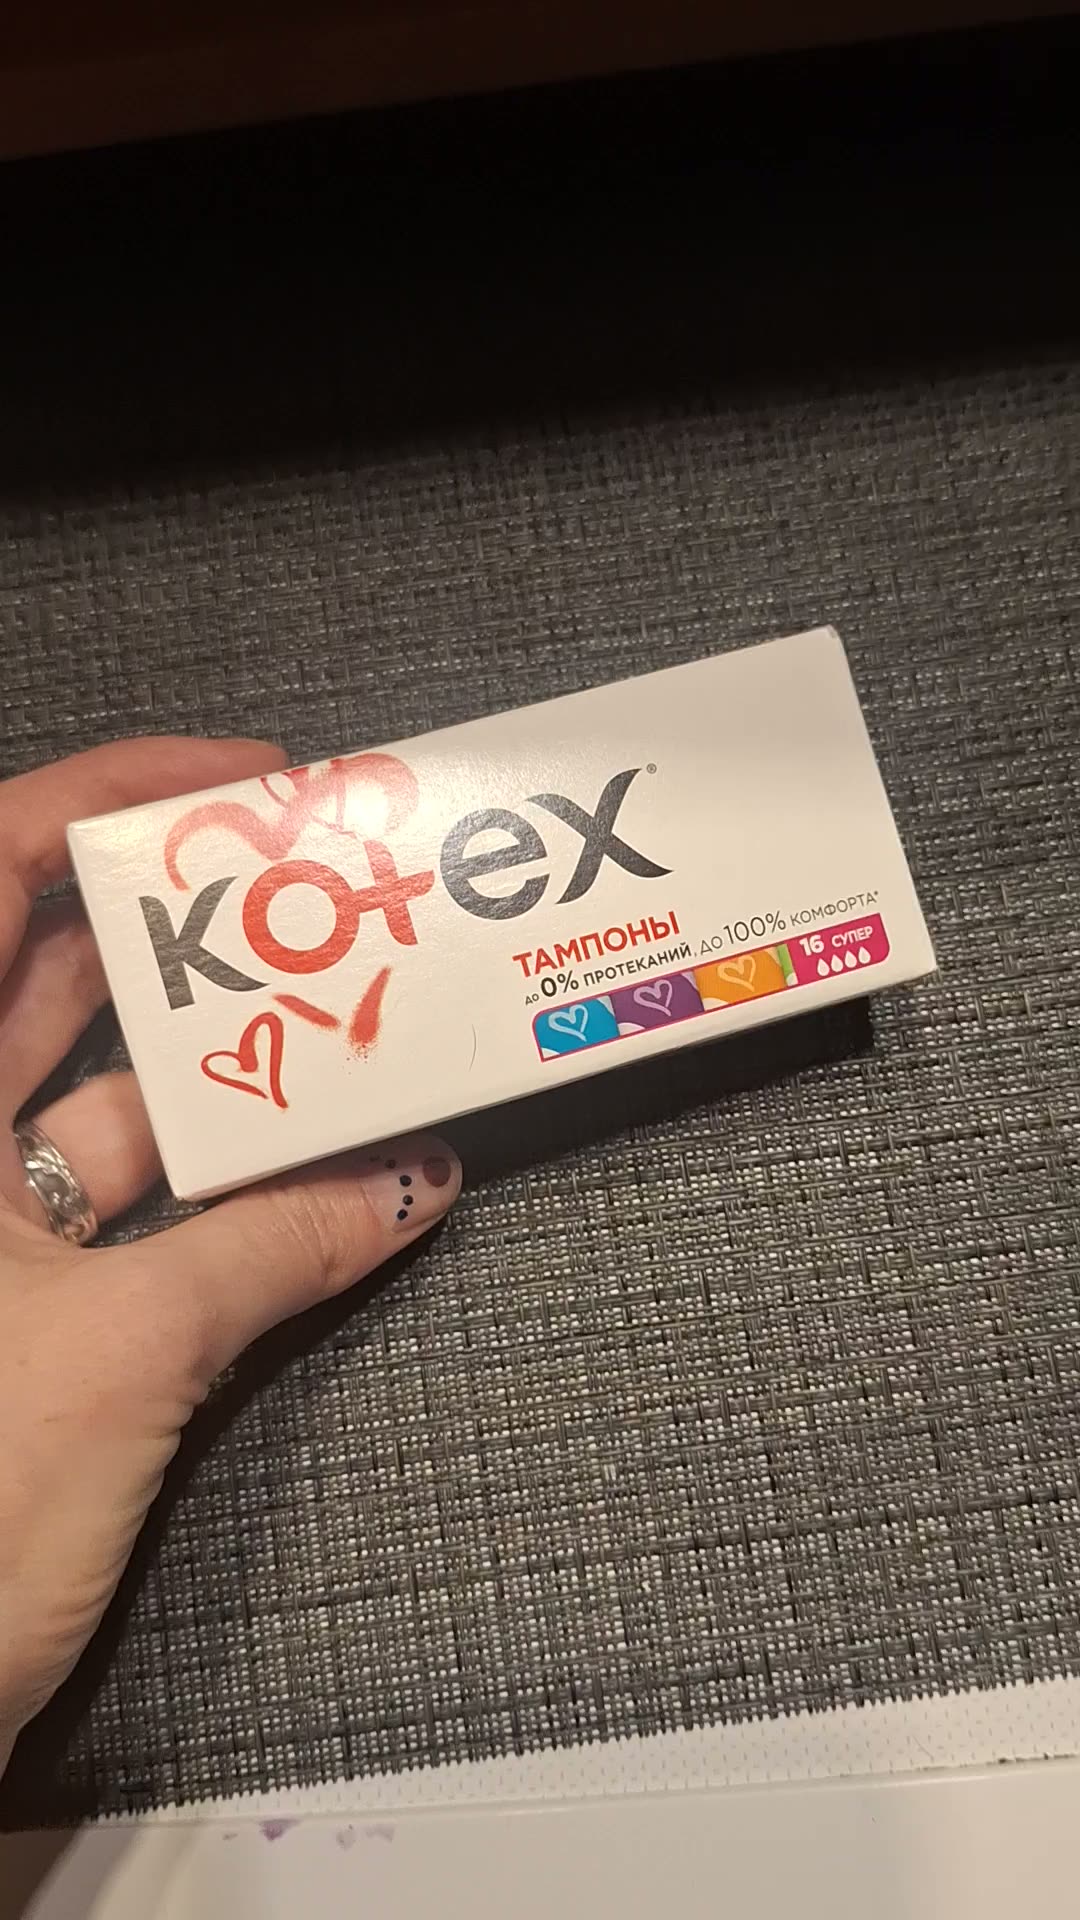 Kotex®
ТАМПОНЫ
ДО 0% ПРОТЕКАНИЙ, ДО 100% КОМФОРТА*
16 СУПЕР